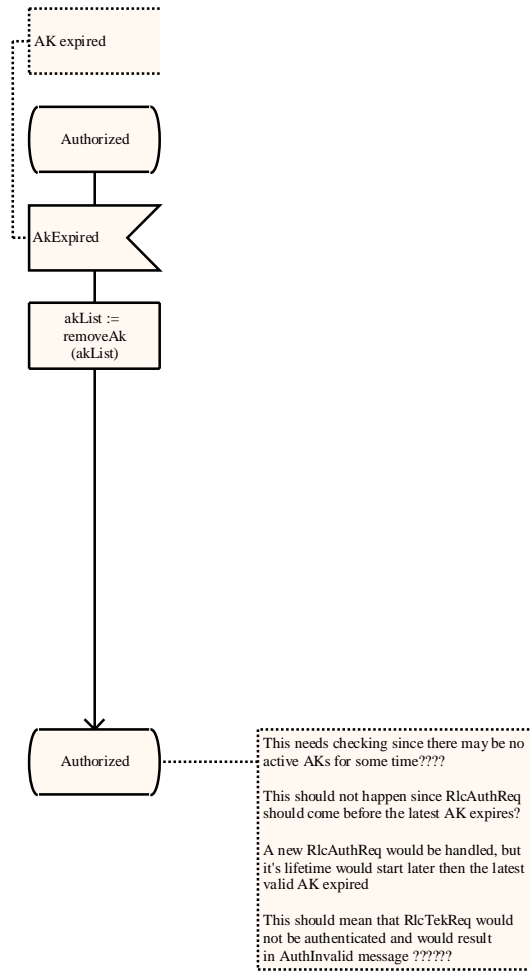 AK expired
Authorized
AkExpired
akList :=
removeAk
(akList)
Authorized
This needs checking since there may be no
active AKs for some time????
This should not happen since RlcAuthReq
should come before the latest AK expires?
A new RlcAuthReq would be handled, but
it's lifetime would start later then the latest
valid AK expired
This should mean that RlcTekReq would
not be authenticated and would result
in AuthInvalid message ??????